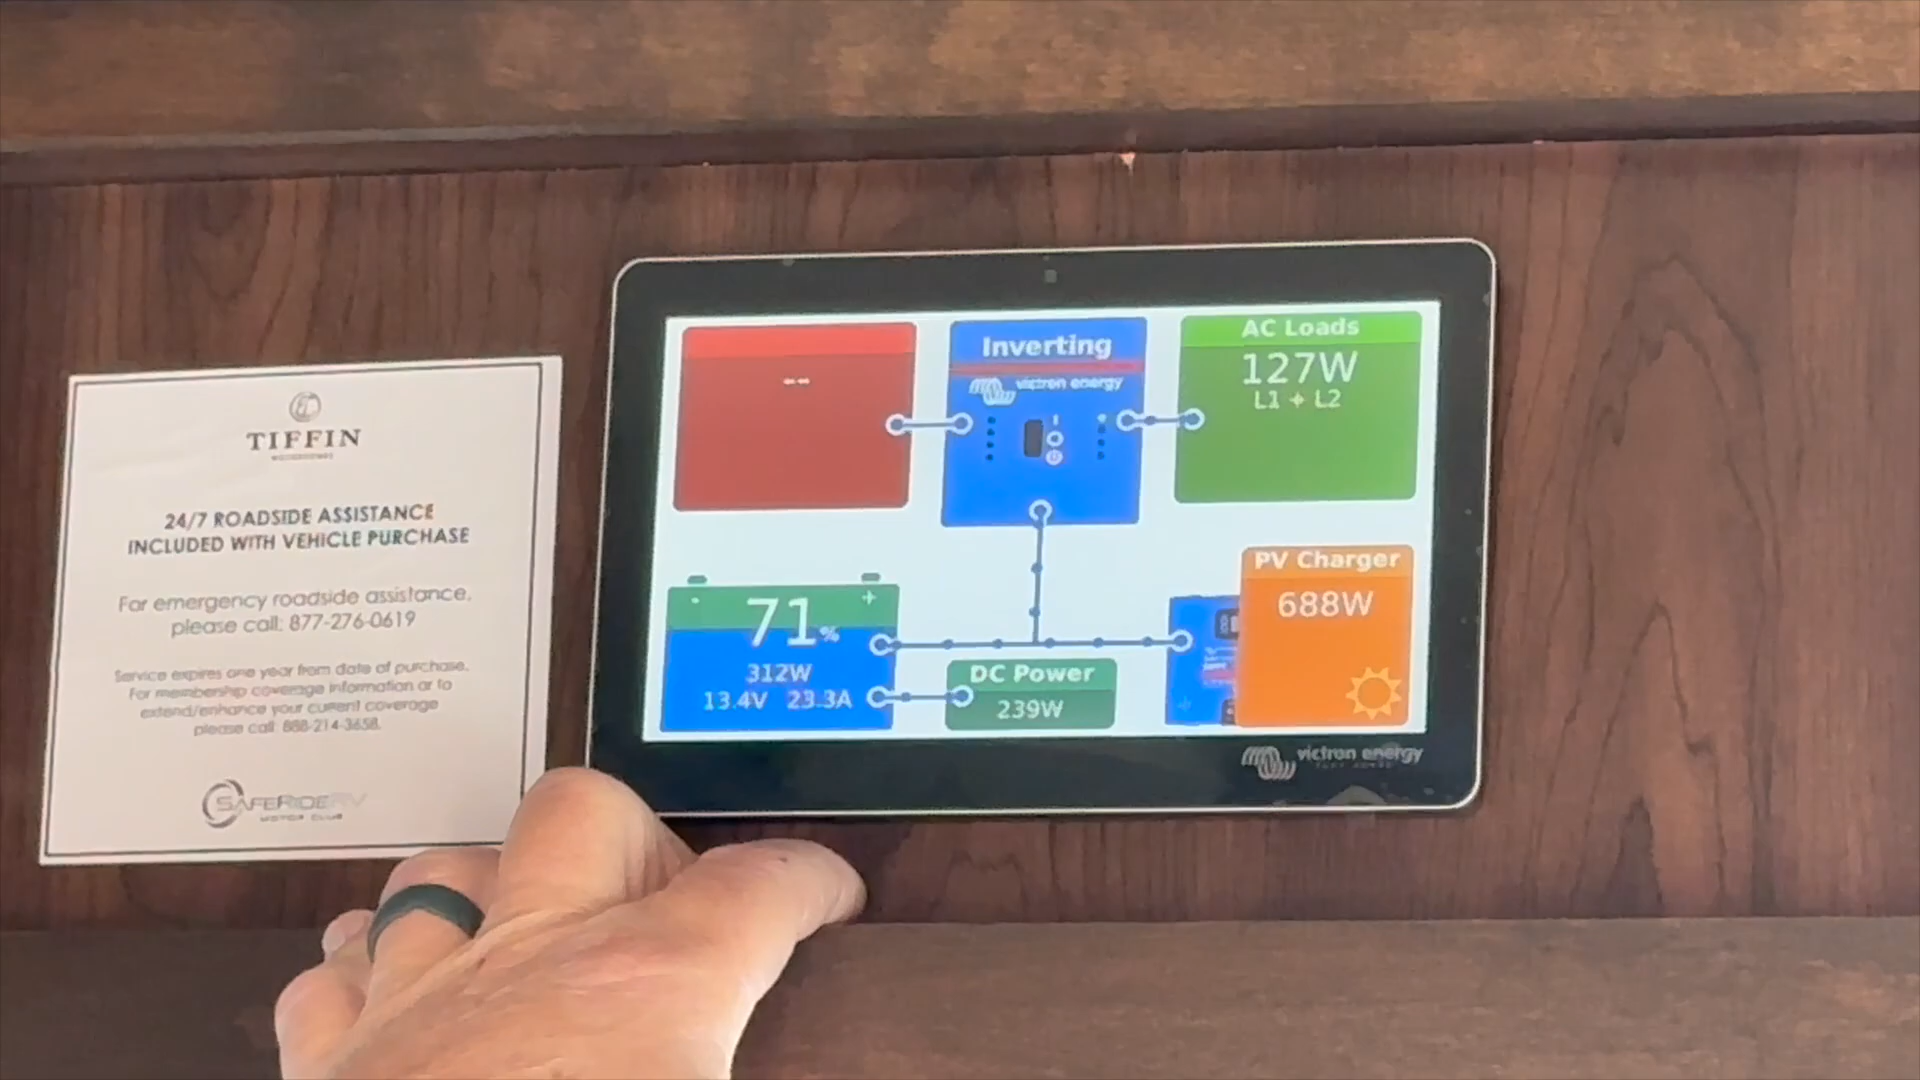 TIFFIN
MOTORHOMES
24/7 ROADSIDE ASSISTANCE
INCLUDED WITH VEHICLE PURCHASE
For emergency roadside assistance,
please call: 877-276-0619
Service expires one year from date of purchase.
For membership coverage information or to
extend/enhance your current coverage
please call: 888-214-3658.
SAFERIDERV
MOTOR CLUB
--
Inverting
victron energy
AC Loads
127W
L1 + L2
71%
312W
13.4V 23.3A
DC Power
239W
PV Charger
688W
victron energy